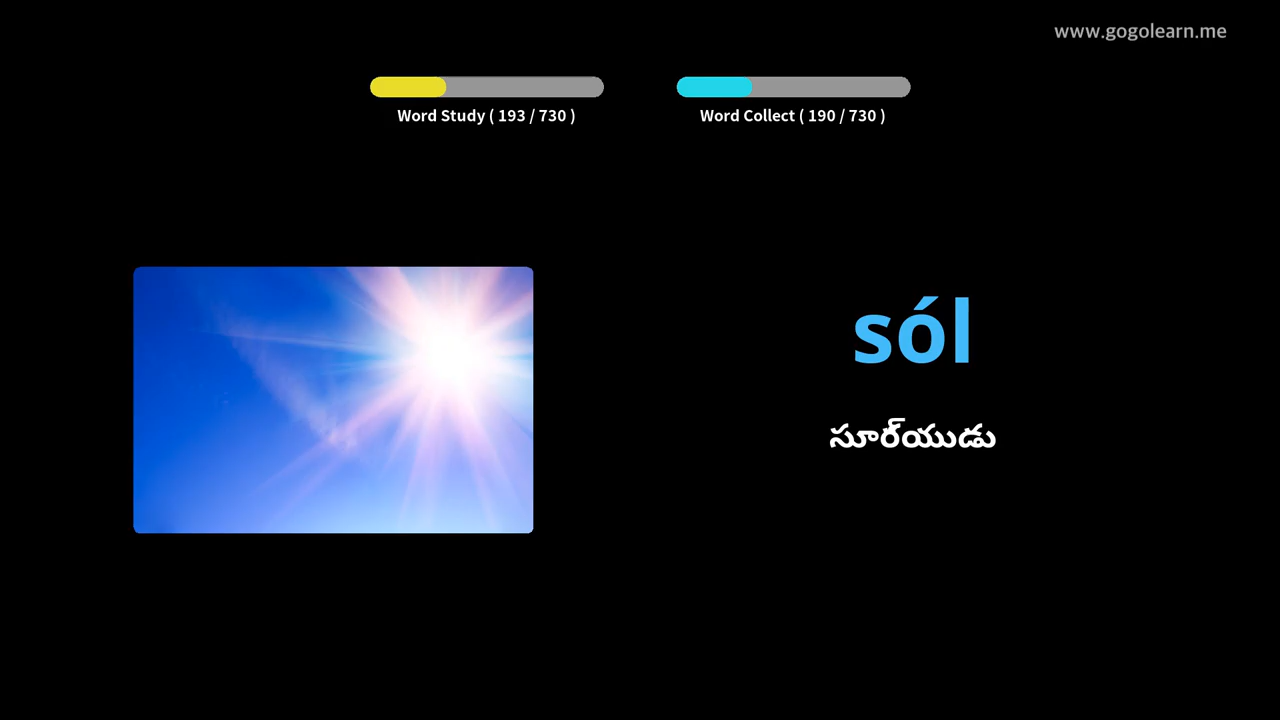 www.gogolearn.me
Word Study ( 193 / 730 )
Word Collect ( 190 / 730 )
sól
సూర్యుడు